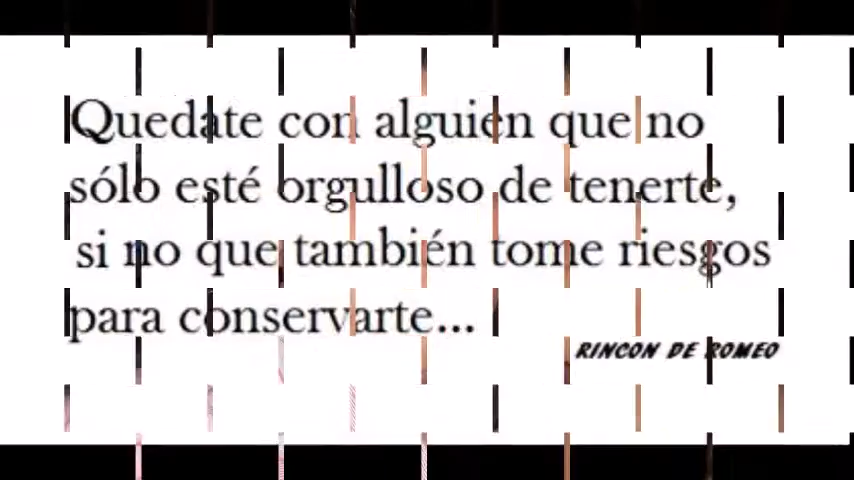 Quedate con alguien que no
sólo esté orgulloso de tenerte,
si no que también tome riesgos
para conservarte...
RINCON DE ROMEO